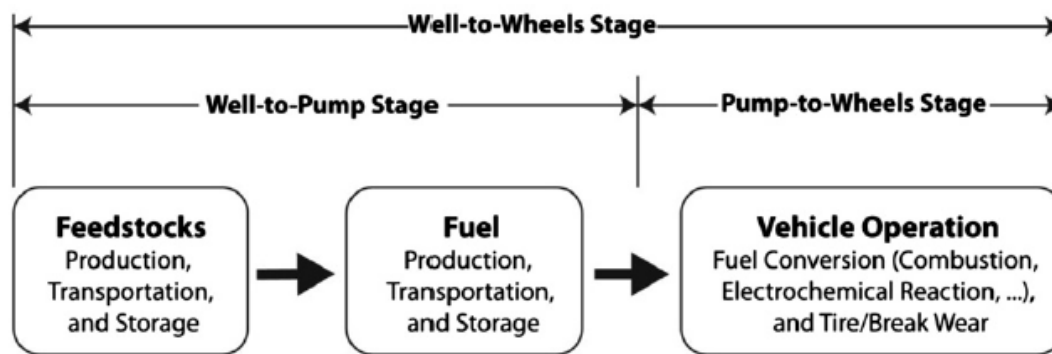 Well-to-Wheels Stage
Well-to-Pump Stage
Pump-to-Wheels Stage
Feedstocks
Production,
Transportation,
and Storage
Fuel
Production,
Transportation,
and Storage
Vehicle Operation
Fuel Conversion (Combustion,
Electrochemical Reaction, ...),
and Tire/Break Wear